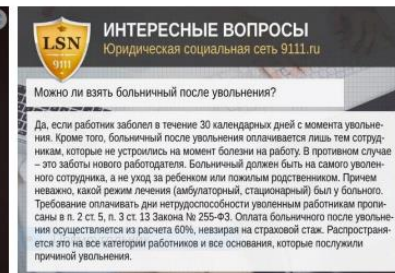 LSN
9111
ИНТЕРЕСНЫЕ ВОПРОСЫ
Юридическая социальная сеть 9111.ru
Можно ли взять больничный после увольнения?
Да, если работник заболел в течение 30 календарных дней с момента увольне-
ния. Кроме того, больничный после увольнения оплачивается лишь тем сотруд-
никам, которые не устроились на момент болезни на работу. В противном случае
– это заботы нового работодателя. Больничный должен быть на самого уволен-
ного сотрудника, а не уход за ребенком или пожилым родственником. Причем
неважно, какой режим лечения (амбулаторный, стационарный) был у больного.
Требование оплачивать дни нетрудоспособности уволенным работникам пропи-
саны в п. 2 ст. 5, п. 3 ст. 13 Закона № 255-ФЗ. Оплата больничного после увольне-
ния осуществляется из расчета 60%, невзирая на страховой стаж. Распространя-
ется это на все категории работников и все основания, которые послужили
причиной увольнения.